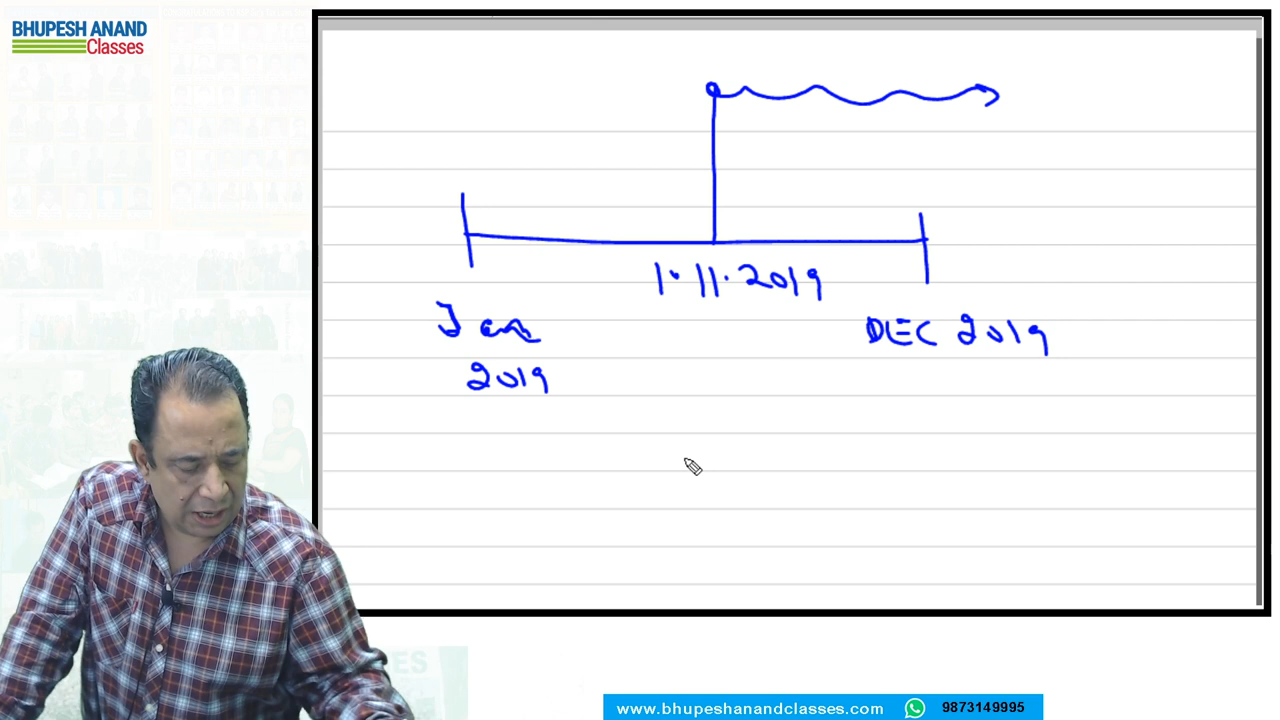 BHUPESH ANAND
Classes
1.11.2019
Jan
2019
DEC 2019
www.bhupeshanandclasses.com
9873149995